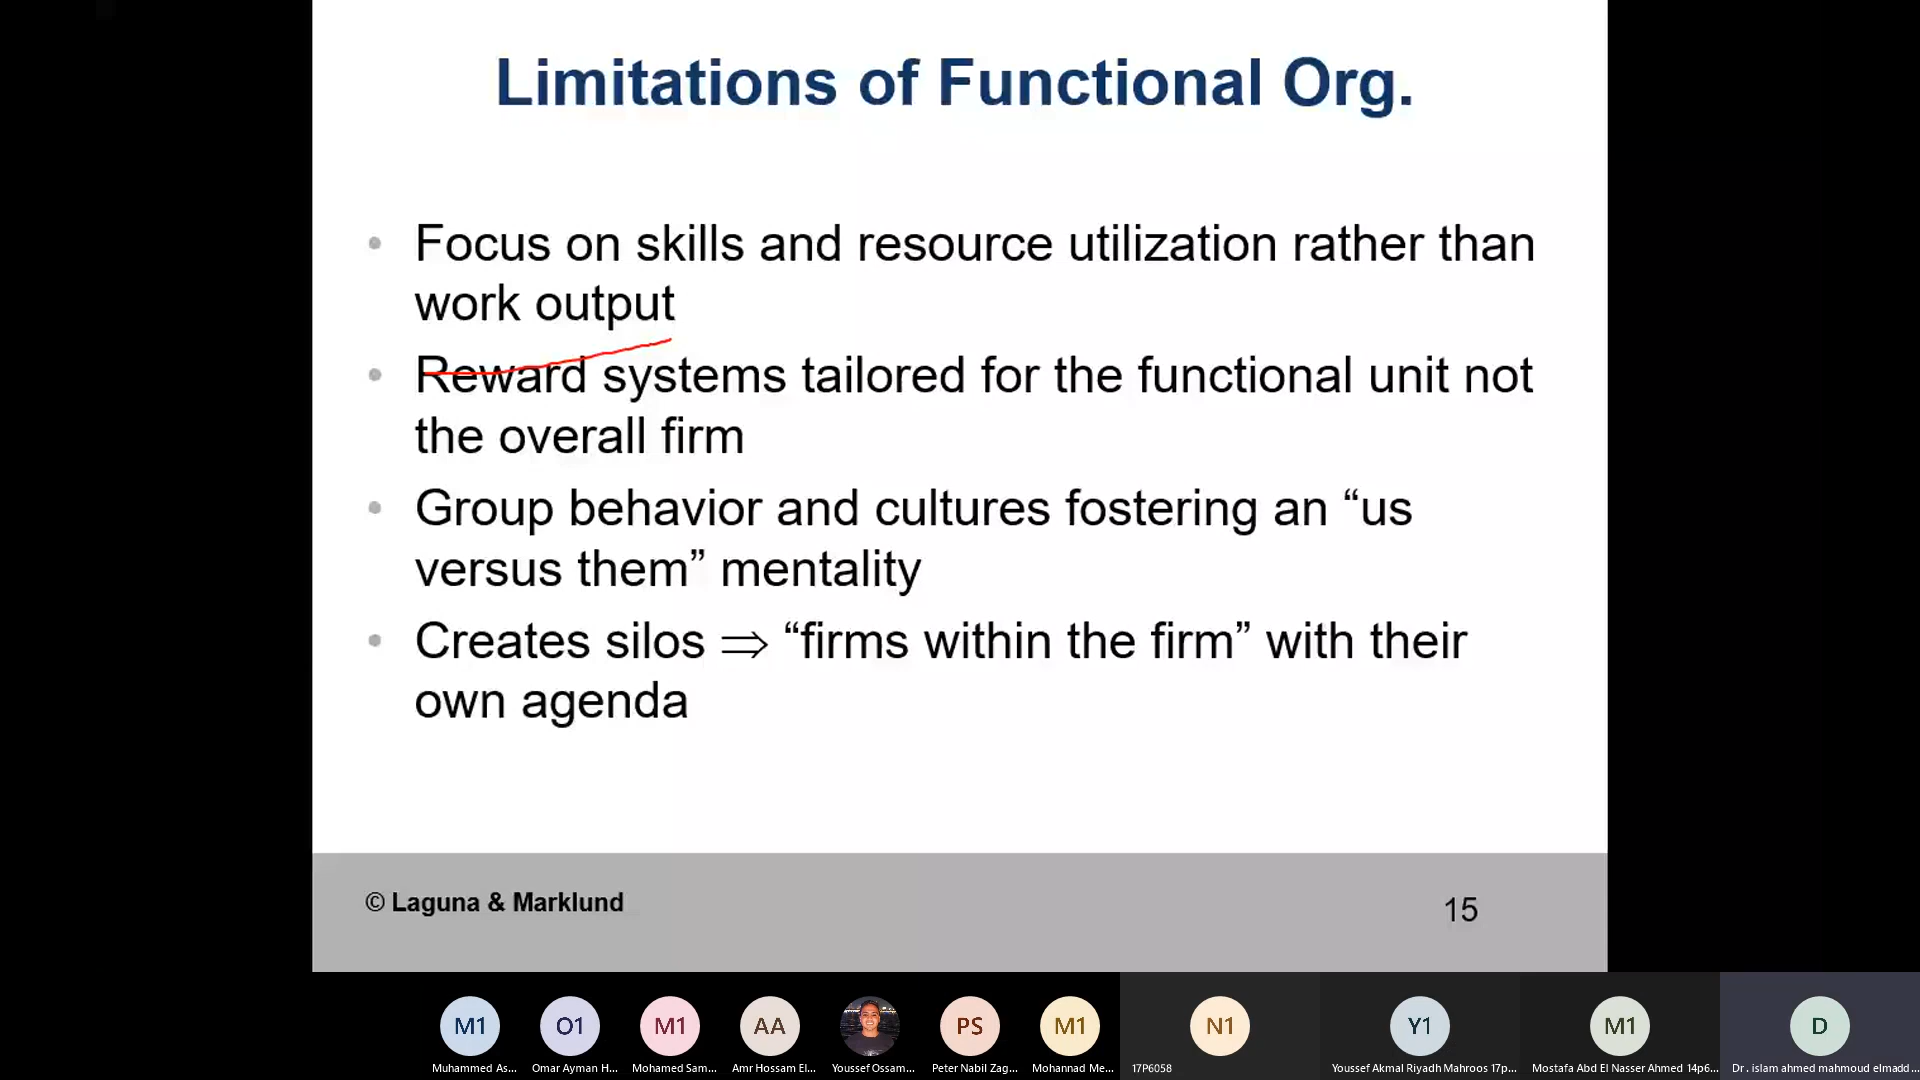 Limitations of Functional Org.
• Focus on skills and resource utilization rather than
work output
• Reward systems tailored for the functional unit not
the overall firm
• Group behavior and cultures fostering an “us
versus them” mentality
• Creates silos ⇒ “firms within the firm” with their
own agenda
© Laguna & Marklund
15
M1 O1 M1 AA PS M1 N1 Y1 M1 D
Muhammed As... Omar Ayman H... Mohamed Sam... Amr Hossam El... Youssef Ossam... Peter Nabil Zag... Mohannad Me... 17P6058 Youssef Akmal Riyadh Mahroos 17p... Mostafa Abd El Nasser Ahmed 14p6... Dr. islam ahmed mahmoud elmadd...